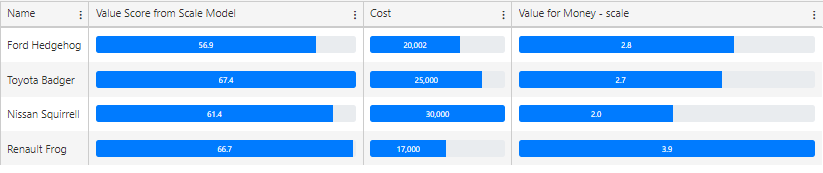 Name Value Score from Scale Model Cost Value for Money - scale
Ford Hedgehog 56.9 20,002 2.8
Toyota Badger 67.4 25,000 2.7
Nissan Squirrell 61.4 30,000 2.0
Renault Frog 66.7 17,000 3.9